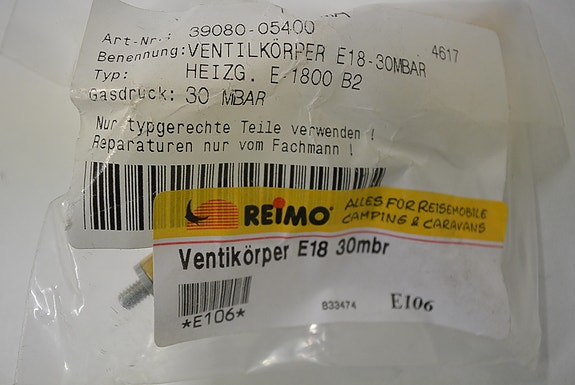 Art-Nr.: 39080-05400
Benennung: VENTILKÖRPER E18-30MBAR
4617
Typ: HEIZG. E-1800 B2
Gasdruck: 30 MBAR
Nur typgerechte Teile verwenden !
Reparaturen nur vom Fachmann !
REIMO ALLES FÜR REISEMOBILE
CAMPING & CARAVANS
Ventikörper E18 30mbr
*E106*
B33474
E106